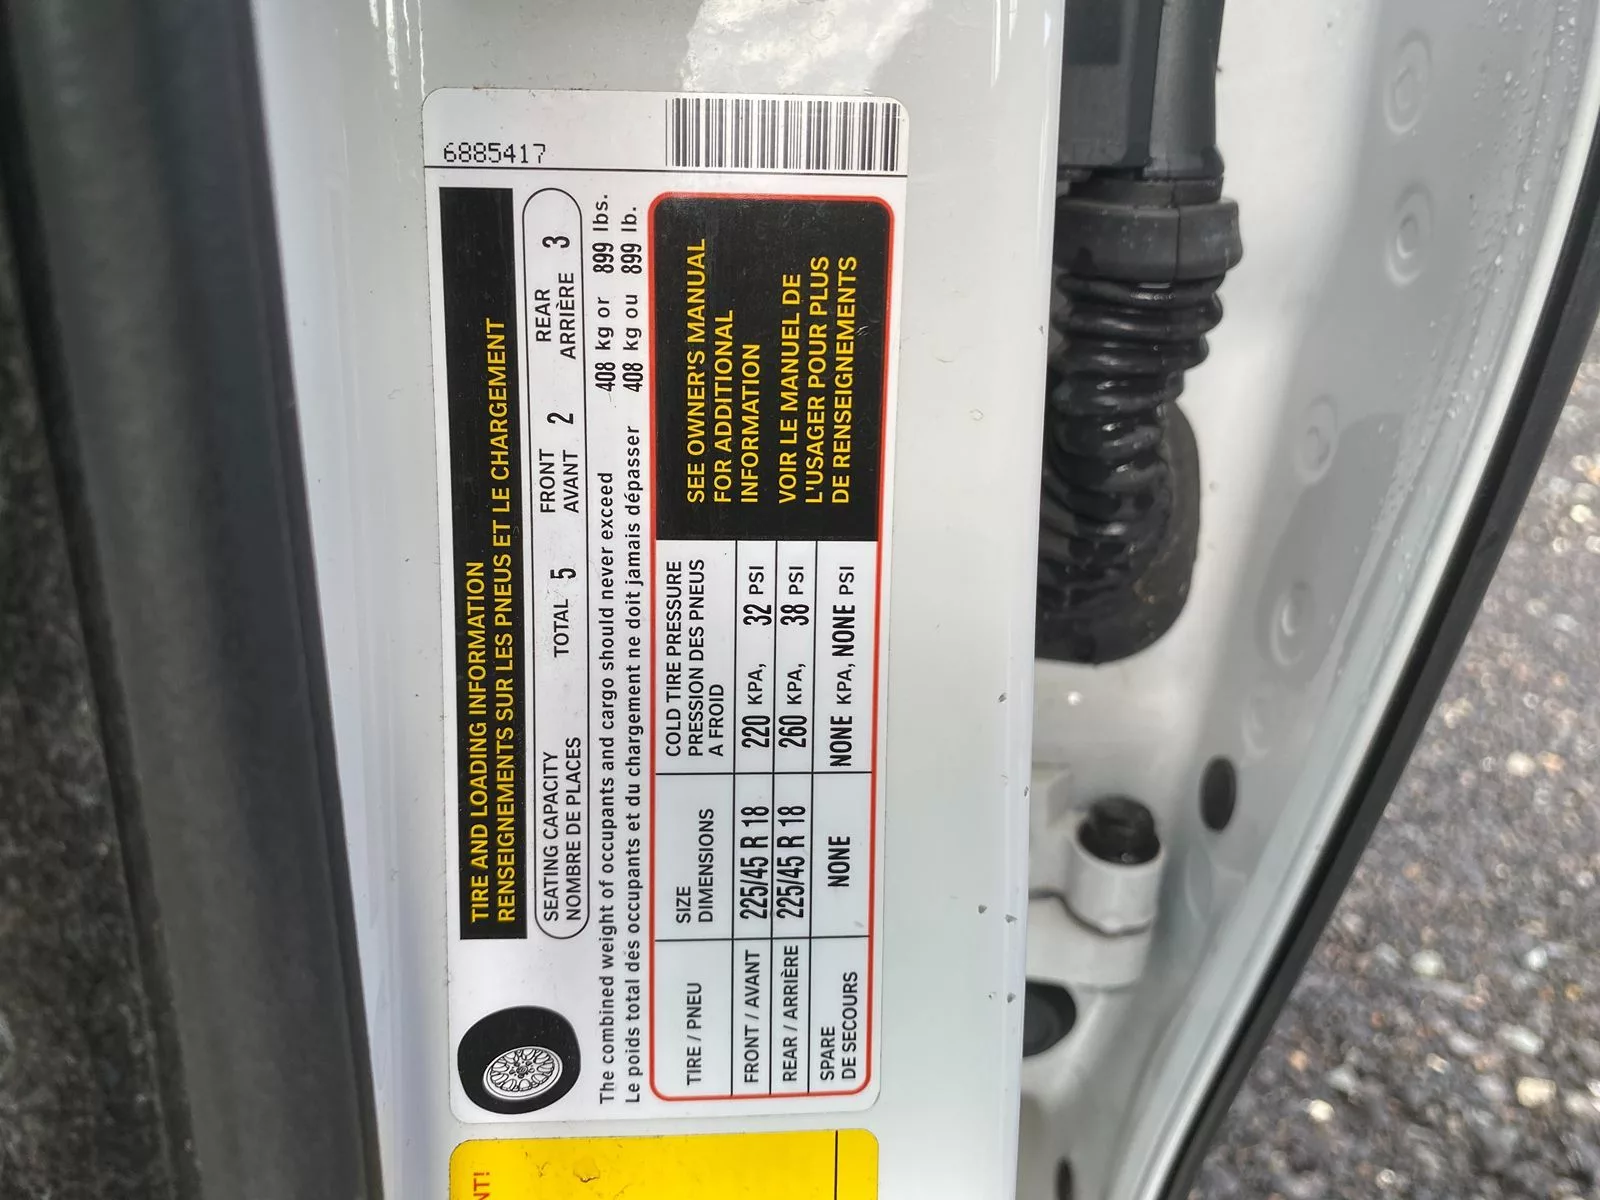 6885417
TIRE AND LOADING INFORMATION
RENSEIGNEMENTS SUR LES PNEUS ET LE CHARGEMENT
SEATING CAPACITY
NOMBRE DE PLACES
TOTAL 5
FRONT
AVANT 2
REAR
ARRIÈRE 3
The combined weight of occupants and cargo should never exceed 408 kg or 899 lbs.
Le poids total des occupants et du chargement ne doit jamais dépasser 408 kg ou 899 lb.
TIRE / PNEU
SIZE
DIMENSIONS
COLD TIRE PRESSURE
PRESSION DES PNEUS
A FROID
FRONT / AVANT 225/45 R 18 220 KPA, 32 PSI
REAR / ARRIÈRE 225/45 R 18 260 KPA, 38 PSI
SPARE
DE SECOURS NONE NONE KPA, NONE PSI
SEE OWNER'S MANUAL
FOR ADDITIONAL
INFORMATION
VOIR LE MANUEL DE
L'USAGER POUR PLUS
DE RENSEIGNEMENTS
NT!